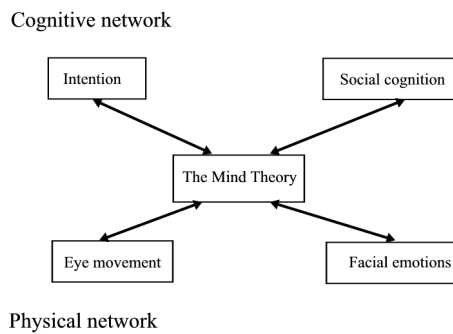 Cognitive network
Intention
Social cognition
The Mind Theory
Eye movement
Facial emotions
Physical network